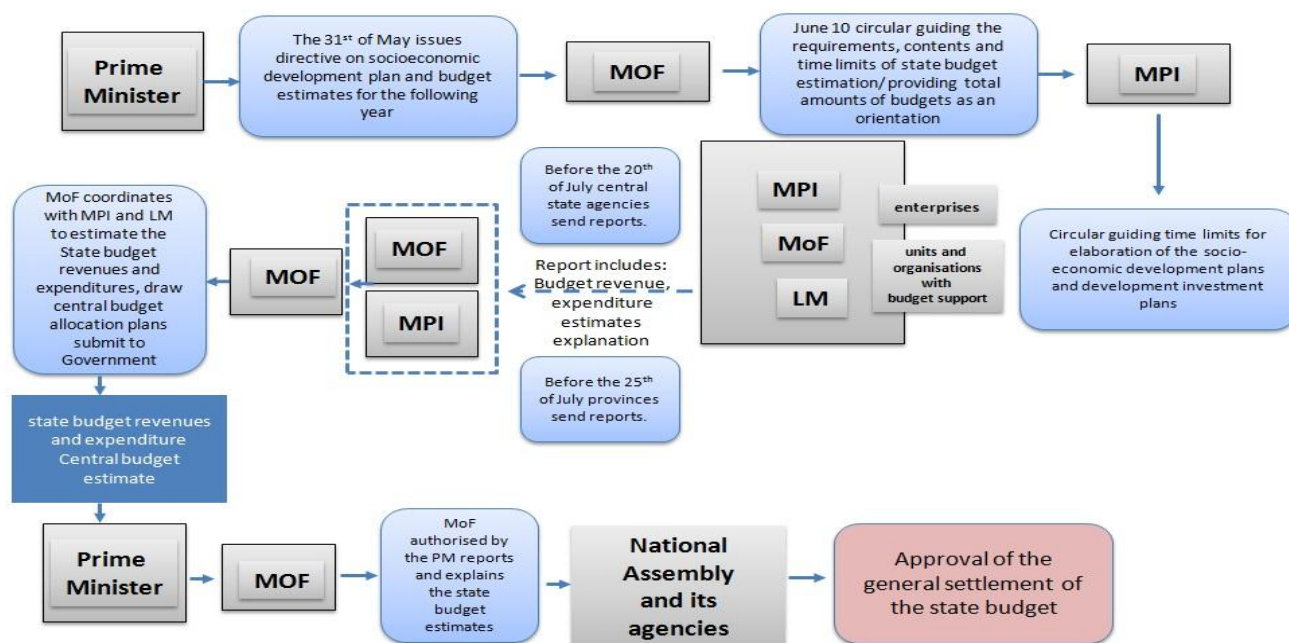 Prime
Minister
The 31st of May issues
directive on socioeconomic
development plan and budget
estimates for the following
year
MOF
June 10 circular guiding the
requirements, contents and
time limits of state budget
estimation/ providing total
amounts of budgets as an
orientation
MPI
MoF coordinates
with MPI and LM
to estimate the
State budget
revenues and
expenditures, draw
central budget
allocation plans
submit to
Government
MOF
MOF
MPI
Before the 20th
of July central
state agencies
send reports.
Report includes:
Budget revenue,
expenditure
estimates
explanation
Before the 25th
of July provinces
send reports.
MPI
MoF
LM
enterprises
units and
organisations
with
budget support
Circular guiding time limits for
elaboration of the socio-
economic development plans
and development investment
plans
state budget revenues
and expenditure
Central budget
estimate
Prime
Minister
MOF
MoF
authorised by
the PM reports
and explains
the state
budget
estimates
National
Assembly
and its
agencies
Approval of the
general settlement of
the state budget